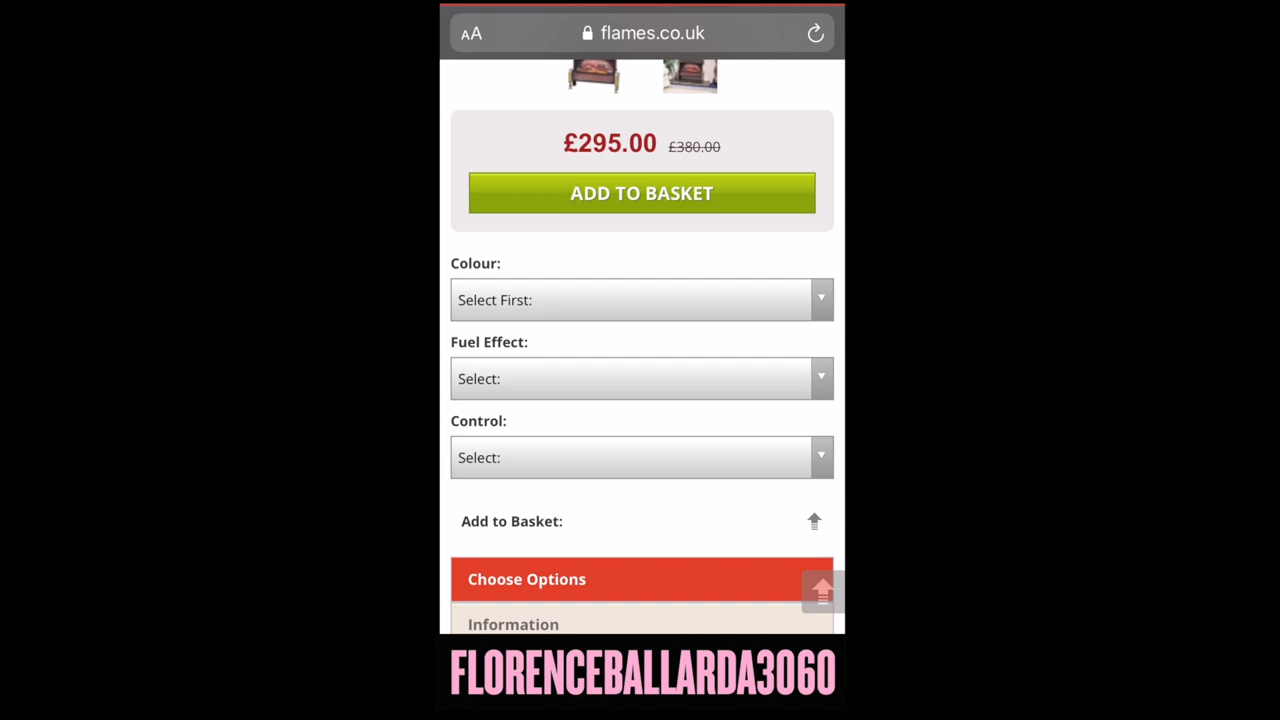 AA flames.co.uk
£295.00 £380.00
ADD TO BASKET
Colour:
Select First:
Fuel Effect:
Select:
Control:
Select:
Add to Basket:
Choose Options
Information
FLORENCEBALLARDA3060